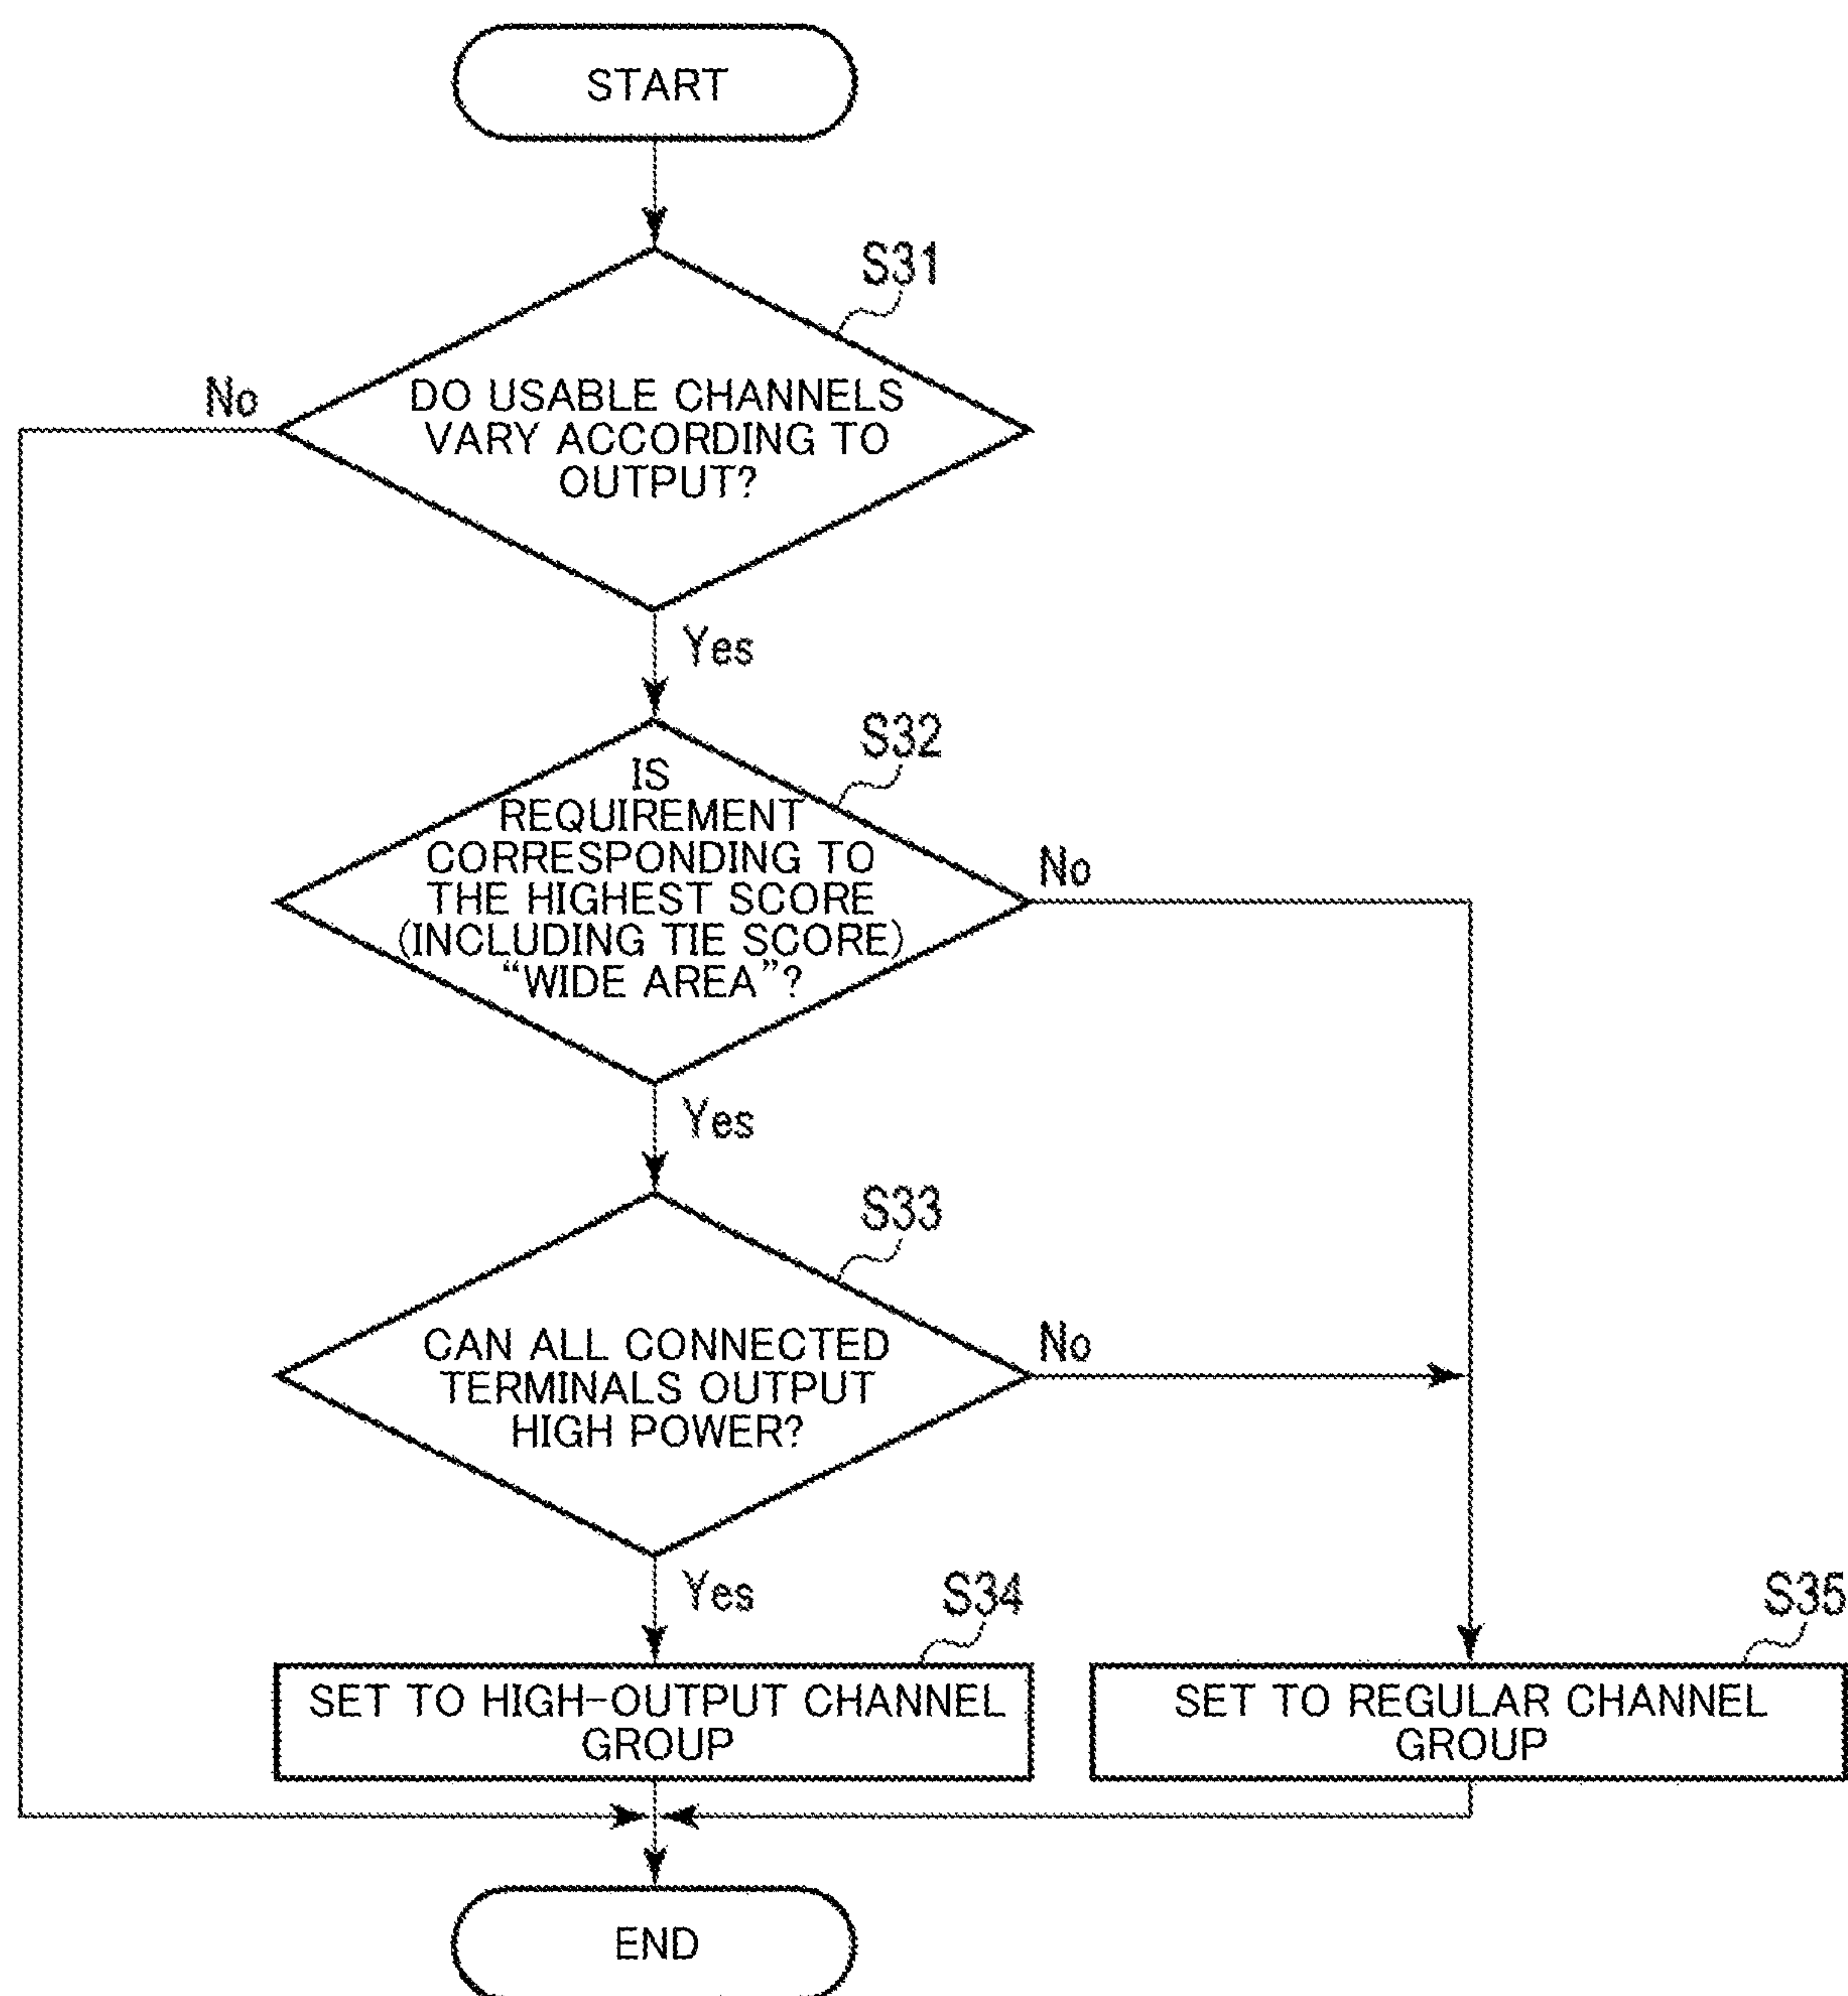 START
S31
No
DO USABLE CHANNELS
VARY ACCORDING TO
OUTPUT?
Yes
S32
IS
REQUIREMENT
CORRESPONDING TO
THE HIGHEST SCORE
(INCLUDING TIE SCORE)
“WIDE AREA”?
No
Yes
S33
CAN ALL CONNECTED
TERMINALS OUTPUT
HIGH POWER?
No
Yes
S34
SET TO HIGH-OUTPUT CHANNEL
GROUP
S35
SET TO REGULAR CHANNEL
GROUP
END